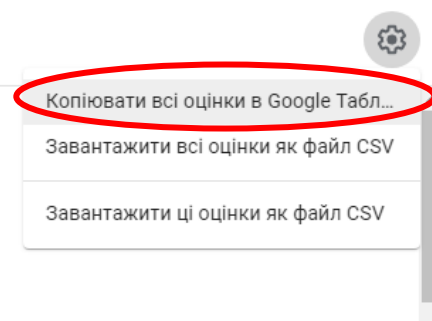 Копіювати всі оцінки в Google Табл...
Завантажити всі оцінки як файл CSV
Завантажити ці оцінки як файл CSV